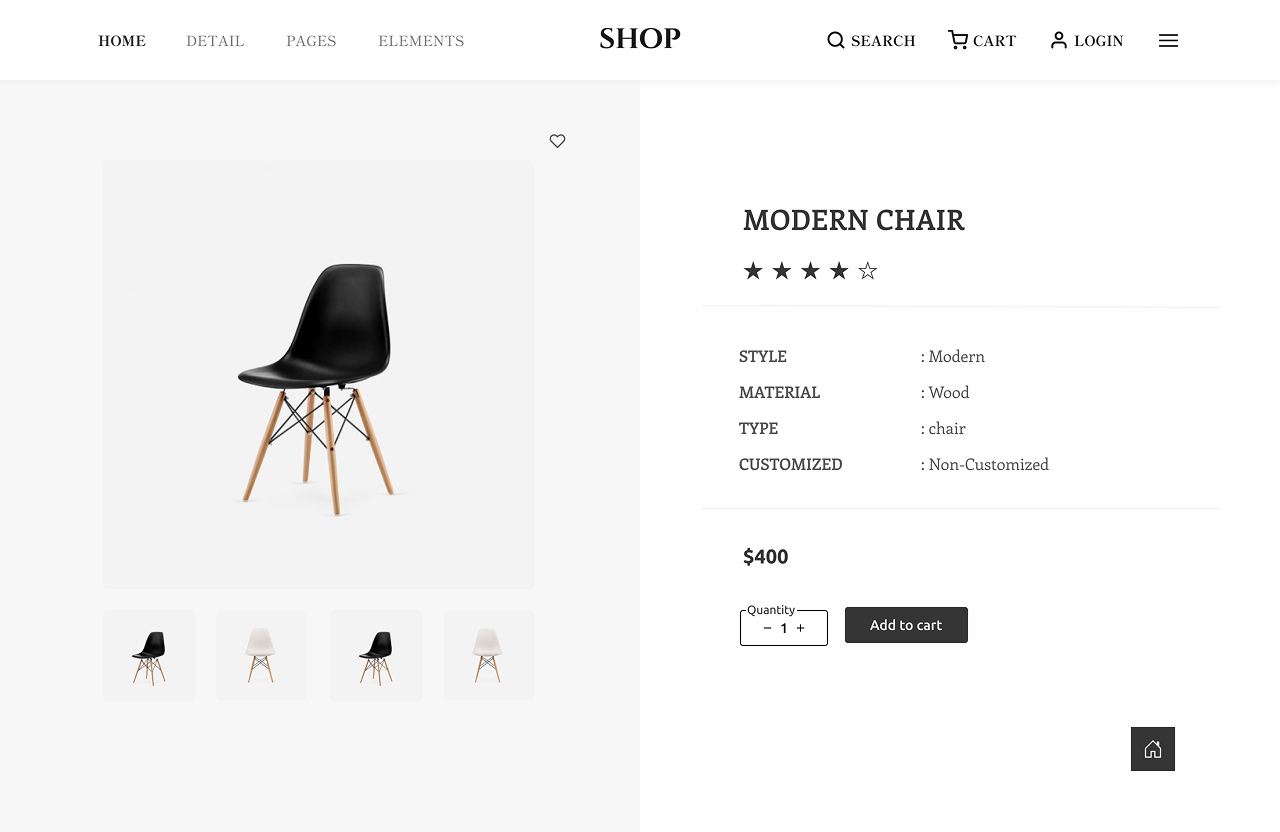 HOME DETAIL PAGES ELEMENTS SHOP SEARCH CART LOGIN
MODERN CHAIR
STYLE : Modern
MATERIAL : Wood
TYPE : chair
CUSTOMIZED : Non-Customized
$400
Quantity
− 1 +
Add to cart